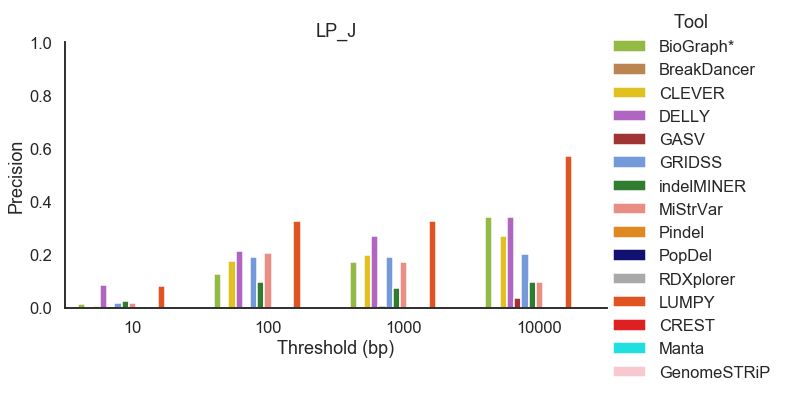 LP_J
Precision
1.0
0.8
0.6
0.4
0.2
0.0
10 100 1000 10000
Threshold (bp)
Tool
BioGraph*
BreakDancer
CLEVER
DELLY
GASV
GRIDSS
indelMINER
MiStrVar
Pindel
PopDel
RDXplorer
LUMPY
CREST
Manta
GenomeSTRiP